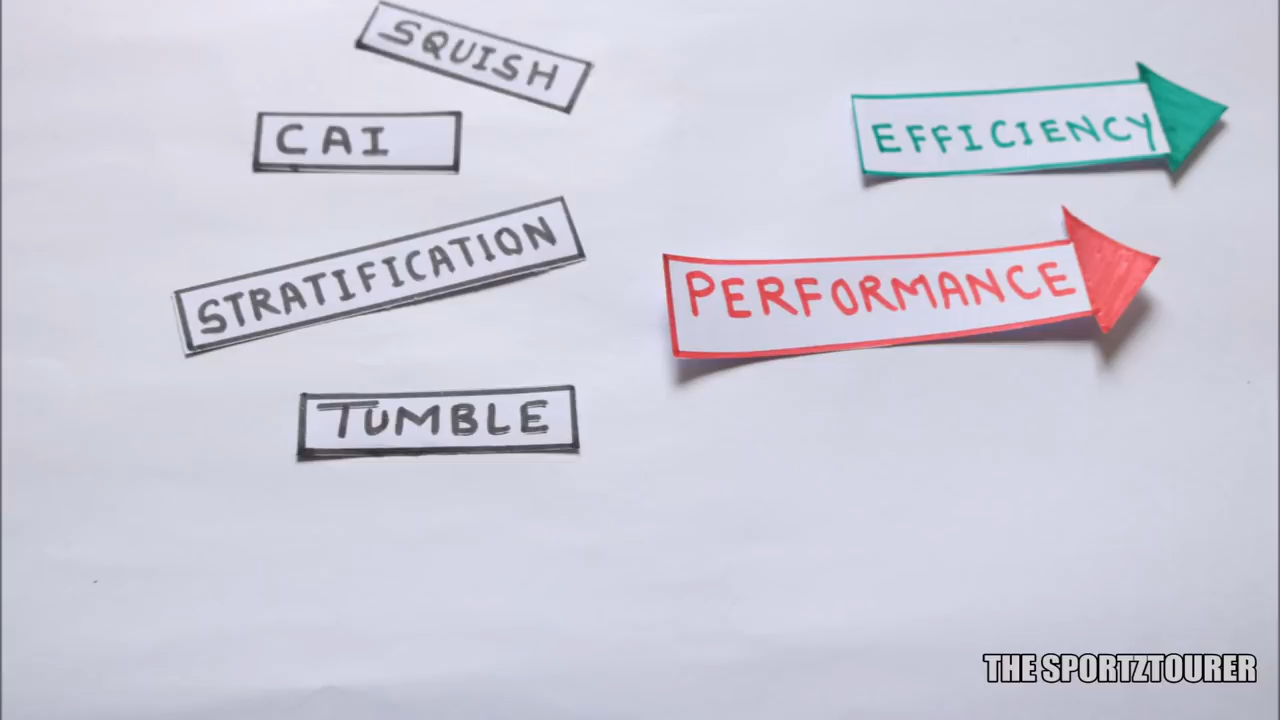 SQUISH
CAI
STRATIFICATION
TUMBLE
EFFICIENCY
PERFORMANCE
THE SPORTZTOURER